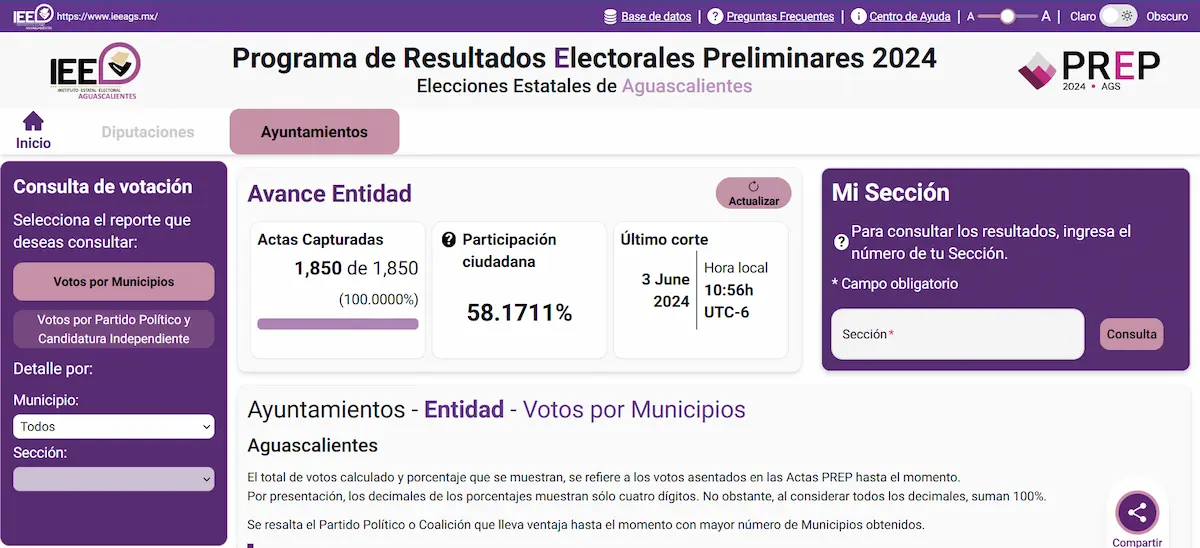 IEE https://www.ieeags.mx/
Base de datos | Preguntas Frecuentes | Centro de Ayuda | A A | Claro Obscuro
IEE
INSTITUTO ESTATAL ELECTORAL
AGUASCALIENTES
Programa de Resultados Electorales Preliminares 2024
Elecciones Estatales de Aguascalientes
PREP
2024 • AGS
Inicio
Diputaciones
Ayuntamientos
Consulta de votación
Selecciona el reporte que
deseas consultar:
Votos por Municipios
Votos por Partido Político y
Candidatura Independiente
Detalle por:
Municipio:
Todos
Sección:
Avance Entidad
Actualizar
Actas Capturadas
1,850 de 1,850
(100.0000%)
Participación
ciudadana
58.1711%
Último corte
3 June
2024
Hora local
10:56h
UTC-6
Mi Sección
Para consultar los resultados, ingresa el
número de tu Sección.
* Campo obligatorio
Sección*
Consulta
Ayuntamientos - Entidad - Votos por Municipios
Aguascalientes
El total de votos calculado y porcentaje que se muestran, se refiere a los votos asentados en las Actas PREP hasta el momento.
Por presentación, los decimales de los porcentajes muestran sólo cuatro dígitos. No obstante, al considerar todos los decimales, suman 100%.
Se resalta el Partido Político o Coalición que lleva ventaja hasta el momento con mayor número de Municipios obtenidos.
Compartir